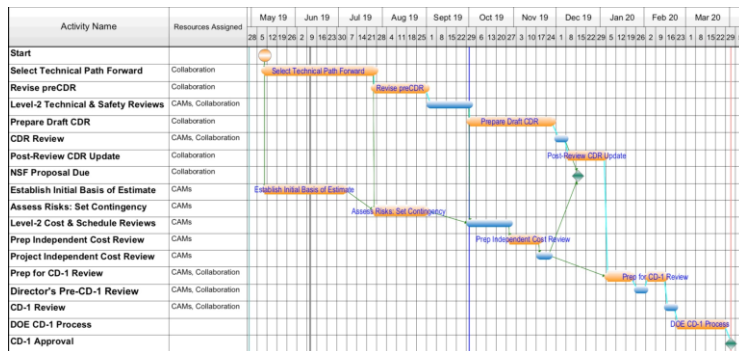 Activity Name Resources Assigned May 19 Jun 19 Jul 19 Aug 19 Sept 19 Oct 19 Nov 19 Dec 19 Jan 20 Feb 20 Mar 20
28 5 12 19 26 2 9 16 23 30 7 14 21 28 4 11 18 25 1 8 15 22 29 6 13 20 27 3 10 17 24 1 8 15 22 29 5 12 19 26 2 9 16 23 1 8 15 22 29
Start
Select Technical Path Forward Collaboration Select Technical Path Forward
Revise preCDR Collaboration Revise preCDR
Level-2 Technical & Safety Reviews CAMs, Collaboration
Prepare Draft CDR Collaboration Prepare Draft CDR
CDR Review CAMs, Collaboration
Post-Review CDR Update Collaboration Post-Review CDR Update
NSF Proposal Due Collaboration
Establish Initial Basis of Estimate CAMs Establish Initial Basis of Estimate
Assess Risks: Set Contingency CAMs Assess Risks: Set Contingency
Level-2 Cost & Schedule Reviews CAMs
Prep Independent Cost Review CAMs Prep Independent Cost Review
Project Independent Cost Review CAMs
Prep for CD-1 Review CAMs, Collaboration Prep for CD-1 Review
Director's Pre-CD-1 Review CAMs, Collaboration
CD-1 Review CAMs, Collaboration
DOE CD-1 Process DOE CD-1 Process
CD-1 Approval